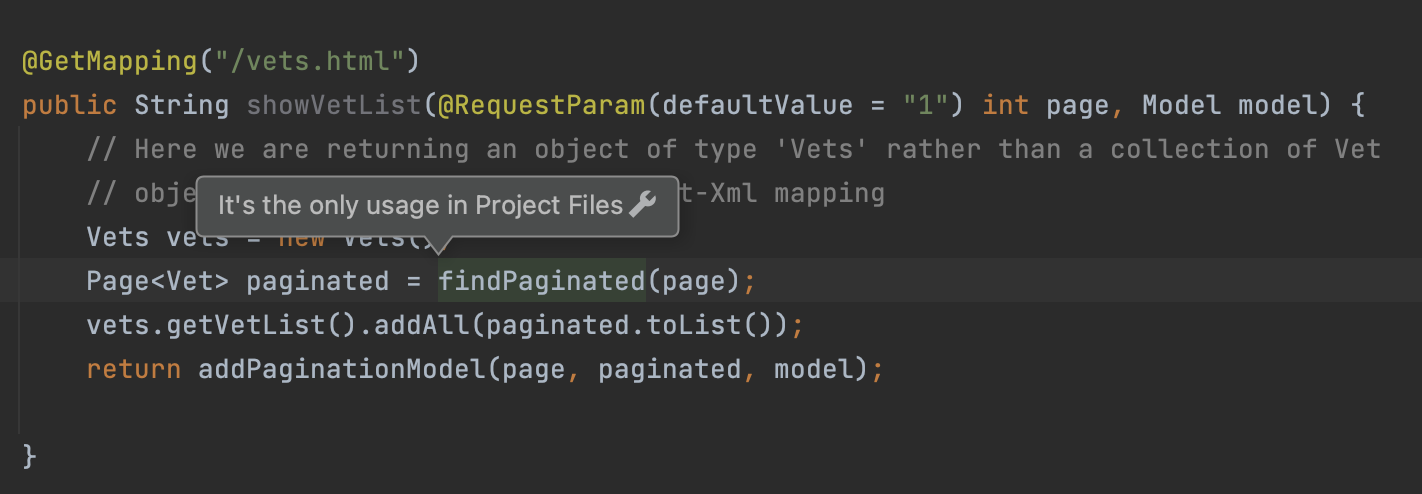 @GetMapping("/vets.html")
public String showVetList(@RequestParam(defaultValue = "1") int page, Model model) {
// Here we are returning an object of type 'Vets' rather than a collection of Vet
// obje t-Xml mapping
It's the only usage in Project Files
Vets vets = new Vets()
Page<Vet> paginated = findPaginated(page);
vets.getVetList().addAll(paginated.toList());
return addPaginationModel(page, paginated, model);
}